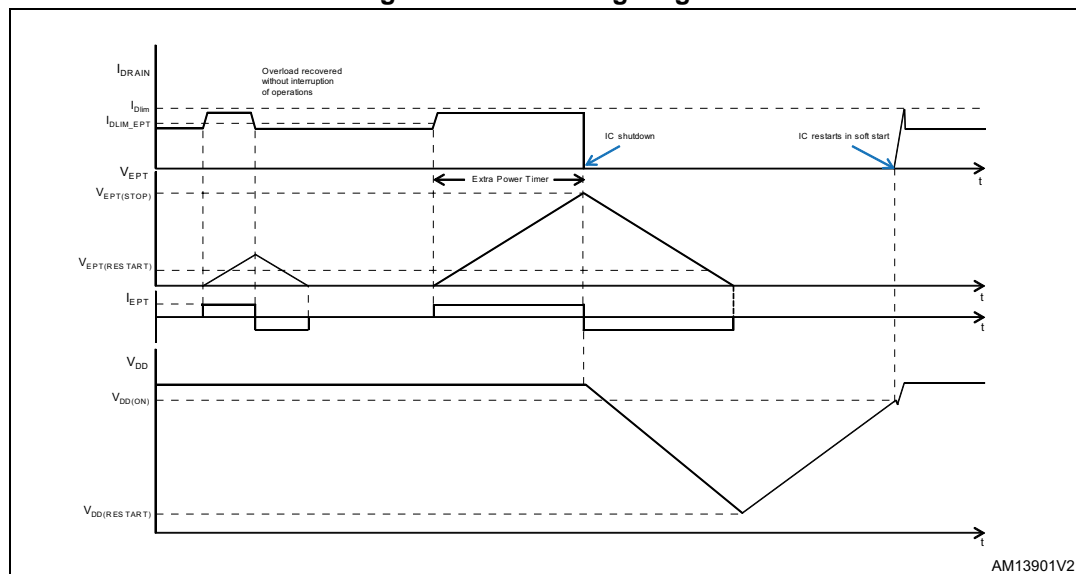 I_DRAIN
Overload recovered
without interruption
of operations
I_Dlim
I_DLIM_EPT
IC shutdown
IC restarts in soft start
t
V_EPT
Extra Power Timer
V_EPT(STOP)
V_EPT(RESTART)
t
I_EPT
t
V_DD
V_DD(ON)
V_DD(RESTART)
t
AM13901V2